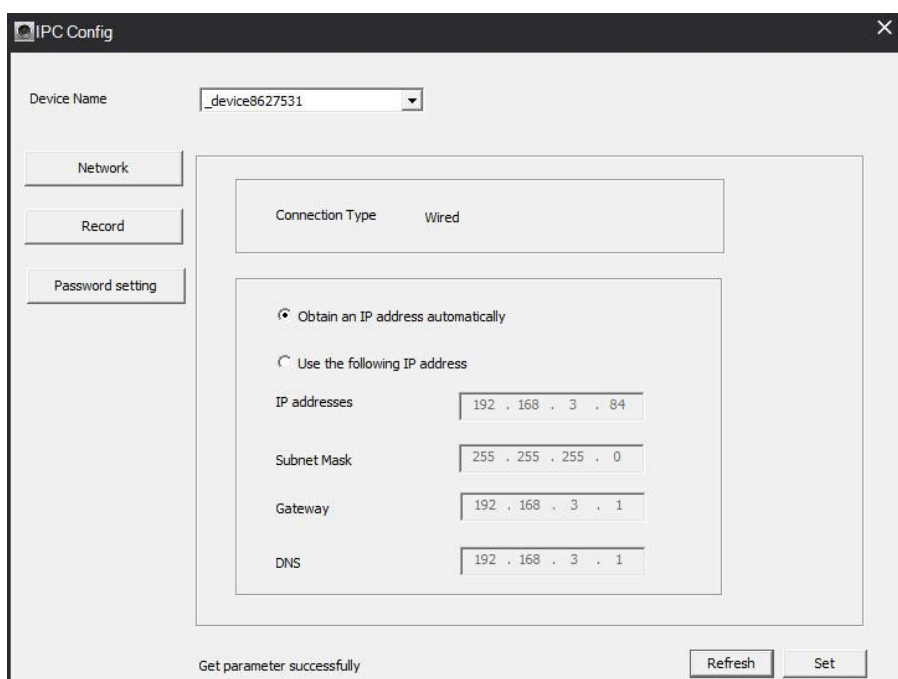 IPC Config
Device Name _device8627531
Network
Record
Password setting
Connection Type Wired
Obtain an IP address automatically
Use the following IP address
IP addresses 192 . 168 . 3 . 84
Subnet Mask 255 . 255 . 255 . 0
Gateway 192 . 168 . 3 . 1
DNS 192 . 168 . 3 . 1
Get parameter successfully Refresh Set